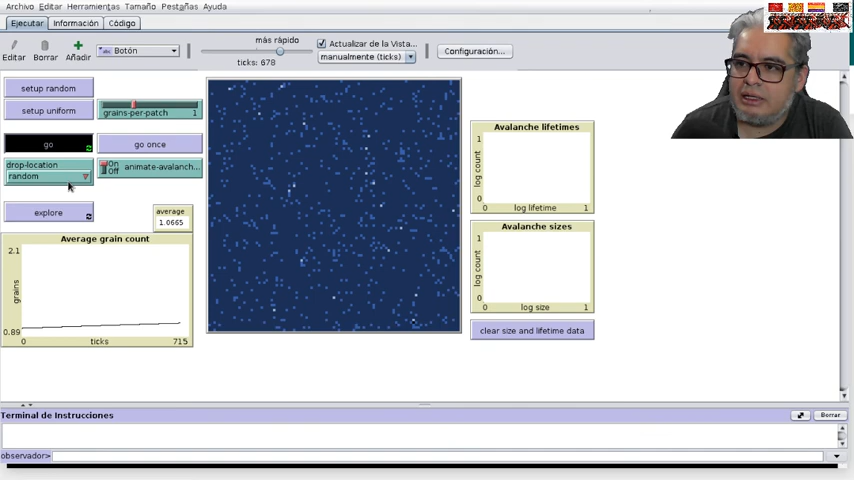 Archivo Editar Herramientas Tamaño Pestañas Ayuda
Ejecutar Información Código
Editar Borrar Añadir
abc Botón
más rápido
ticks: 678
Actualizar de la Vista...
manualmente (ticks)
Configuración...
setup random
setup uniform
grains-per-patch 1
go
go once
drop-location
random
On
Off
animate-avalanch...
explore
average
1.0665
Average grain count
2.1
grains
0.89
0 ticks 715
Avalanche lifetimes
1
log count
0
0 log lifetime 1
Avalanche sizes
1
log count
0
0 log size 1
clear size and lifetime data
Terminal de Instrucciones
Borrar
observador>